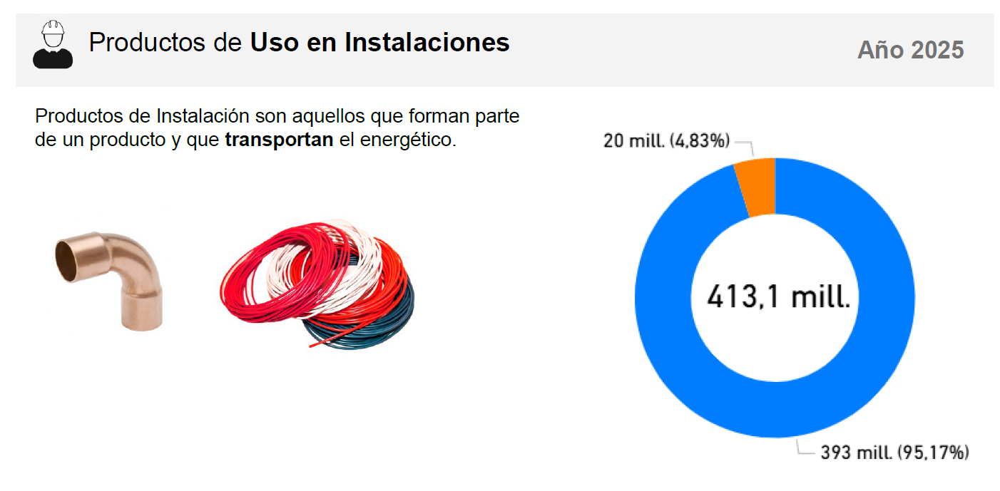 Productos de Uso en Instalaciones
Año 2025
Productos de Instalación son aquellos que forman parte
de un producto y que transportan el energético.
20 mill. (4,83%)
413,1 mill.
393 mill. (95,17%)